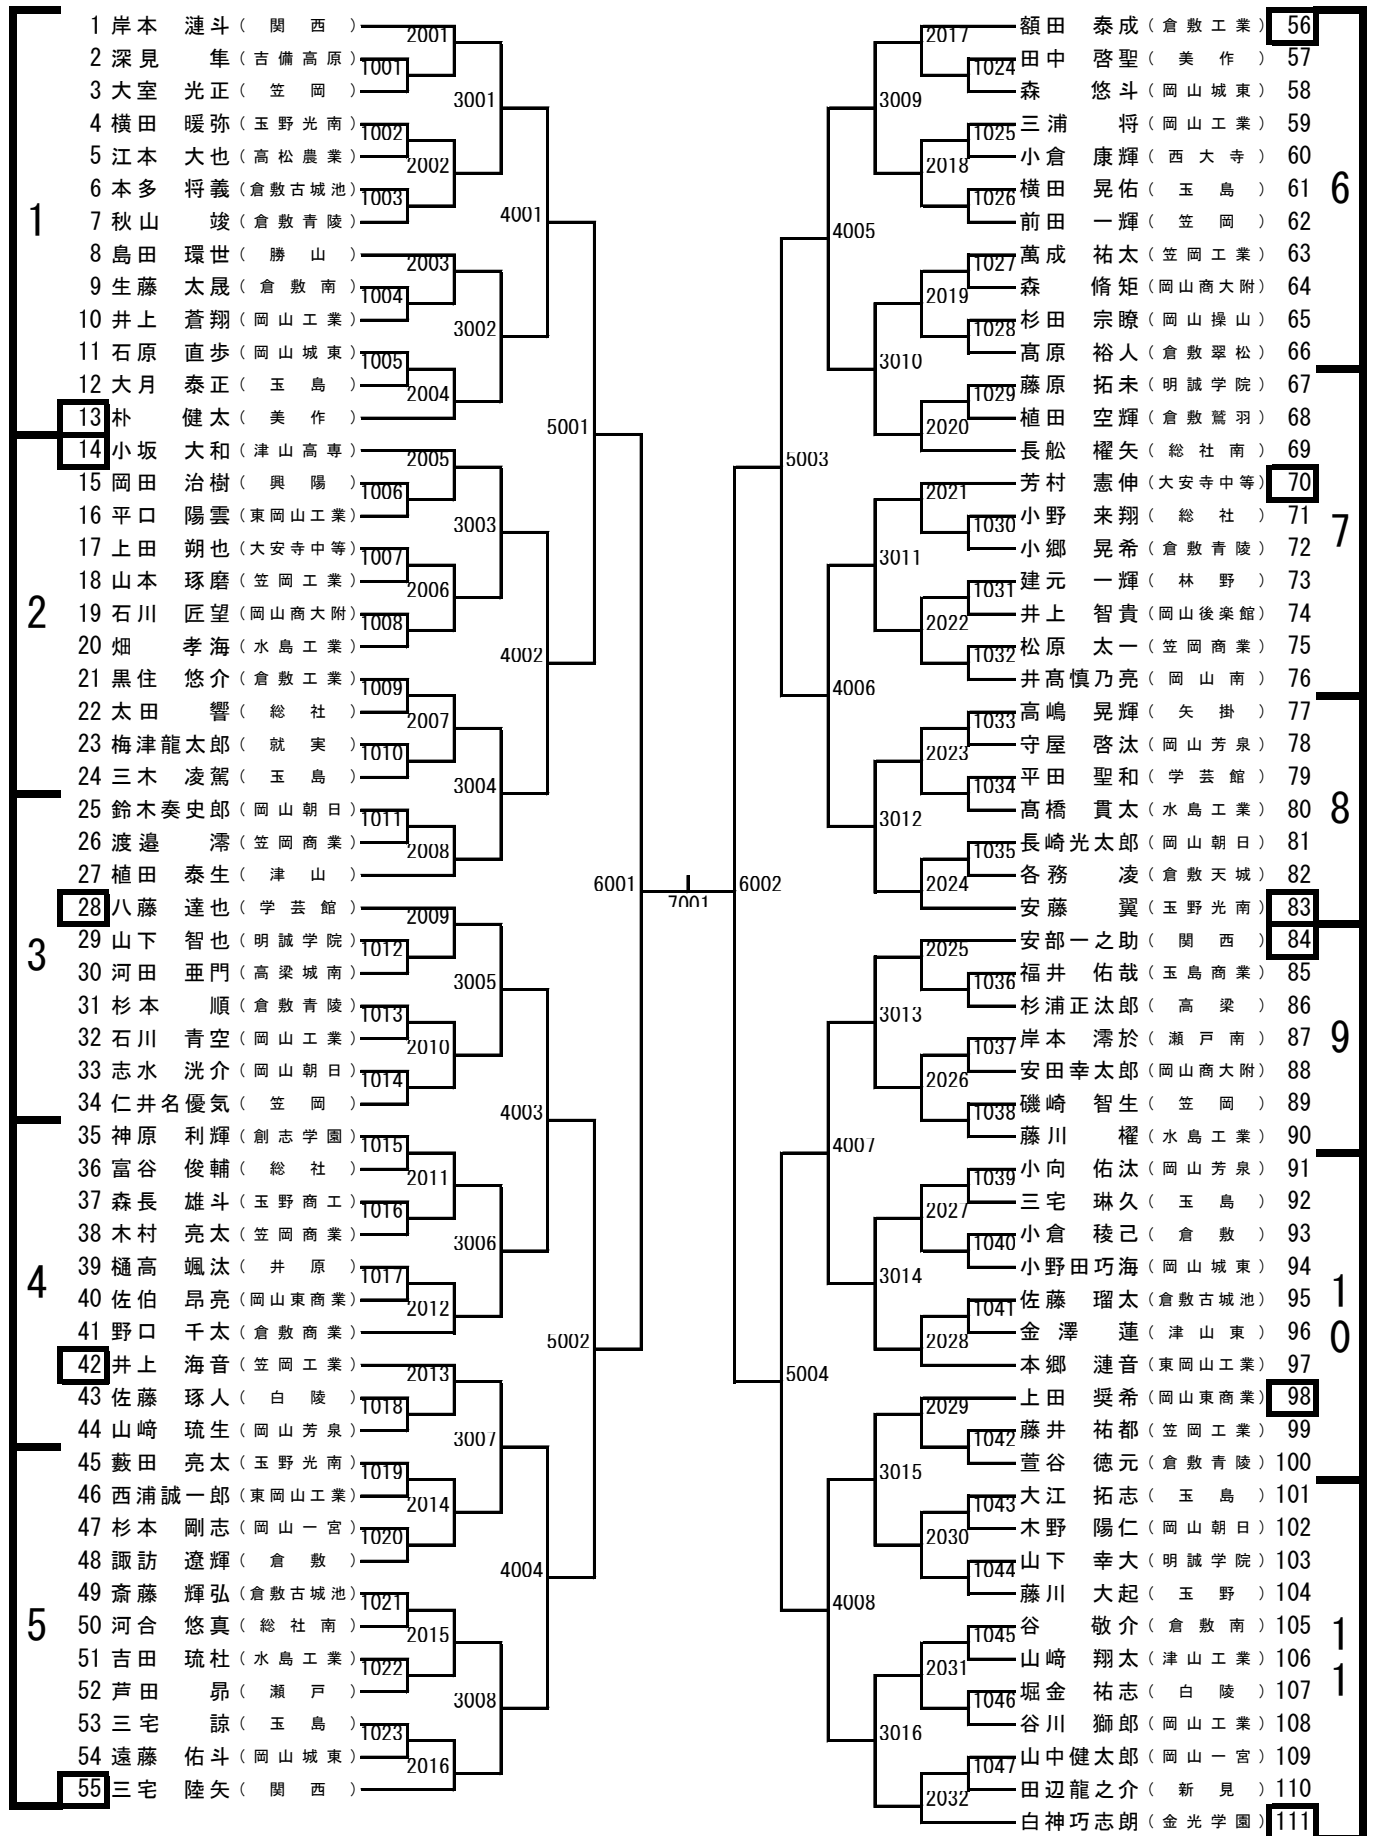 1 岸本 漣斗 ( 関 西 )
2 深見 隼 ( 吉備高原 )
3 大室 光正 ( 笠 岡 )
4 横田 暖弥 ( 玉野光南 )
5 江本 大也 ( 高松農業 )
6 本多 将義 ( 倉敷古城池 )
7 秋山 竣 ( 倉敷青陵 )
8 島田 環世 ( 勝 山 )
9 生藤 太晟 ( 倉敷南 )
10 井上 蒼翔 ( 岡山工業 )
11 石原 直歩 ( 岡山城東 )
12 大月 泰正 ( 玉 島 )
13 朴 健太 ( 美 作 )
14 小坂 大和 ( 津山高専 )
15 岡田 治樹 ( 興 陽 )
16 平口 陽雲 ( 東岡山工業 )
17 上田 朔也 ( 大安寺中等 )
18 山本 琢磨 ( 笠岡工業 )
19 石川 匠望 ( 岡山商大附 )
20 畑 孝海 ( 水島工業 )
21 黒住 悠介 ( 倉敷工業 )
22 太田 響 ( 総 社 )
23 梅津龍太郎 ( 就 実 )
24 三木 凌駕 ( 玉 島 )
25 鈴木奏史郎 ( 岡山朝日 )
26 渡邉 澪 ( 笠岡商業 )
27 植田 泰生 ( 津 山 )
28 八藤 達也 ( 学芸館 )
29 山下 智也 ( 明誠学院 )
30 河田 亜門 ( 高梁城南 )
31 杉本 順 ( 倉敷青陵 )
32 石川 青空 ( 岡山工業 )
33 志水 洸介 ( 岡山朝日 )
34 仁井名優気 ( 笠 岡 )
35 神原 利輝 ( 創志学園 )
36 富谷 俊輔 ( 総 社 )
37 森長 雄斗 ( 玉野商工 )
38 木村 亮太 ( 笠岡商業 )
39 樋高 颯汰 ( 井 原 )
40 佐伯 昂亮 ( 岡山東商業 )
41 野口 千太 ( 倉敷商業 )
42 井上 海音 ( 笠岡工業 )
43 佐藤 琢人 ( 白 陵 )
44 山﨑 琉生 ( 岡山芳泉 )
45 藪田 亮太 ( 玉野光南 )
46 西浦誠一郎 ( 東岡山工業 )
47 杉本 剛志 ( 岡山一宮 )
48 諏訪 遼輝 ( 倉 敷 )
49 斎藤 輝弘 ( 倉敷古城池 )
50 河合 悠真 ( 総社南 )
51 吉田 琉杜 ( 水島工業 )
52 芦田 昴 ( 瀬 戸 )
53 三宅 諒 ( 玉 島 )
54 遠藤 佑斗 ( 岡山城東 )
55 三宅 陸矢 ( 関 西 )
1
2
3
4
5
1001
1002
1003
1004
1005
1006
1007
1008
1009
1010
1011
1012
1013
1014
1015
1016
1017
1018
1019
1020
1021
1022
1023
2001
2002
2003
2004
2005
2006
2007
2008
2009
2010
2011
2012
2013
2014
2015
2016
3001
3002
3003
3004
3005
3006
3007
3008
4001
4002
4003
4004
5001
5002
6001
7001
6002
5003
5004
4005
4006
4007
4008
3009
3010
3011
3012
3013
3014
3015
3016
2017
2018
2019
2020
2021
2022
2023
2024
2025
2026
2027
2028
2029
2030
2031
2032
1024
1025
1026
1027
1028
1029
1030
1031
1032
1033
1034
1035
1036
1037
1038
1039
1040
1041
1042
1043
1044
1045
1046
1047
額田 泰成 ( 倉敷工業 ) 56
田中 啓聖 ( 美 作 ) 57
森 悠斗 ( 岡山城東 ) 58
三浦 将 ( 岡山工業 ) 59
小倉 康輝 ( 西大寺 ) 60
横田 晃佑 ( 玉 島 ) 61
前田 一輝 ( 笠 岡 ) 62
萬成 祐太 ( 笠岡工業 ) 63
森 脩矩 ( 岡山商大附 ) 64
杉田 宗瞭 ( 岡山操山 ) 65
髙原 裕人 ( 倉敷翠松 ) 66
藤原 拓未 ( 明誠学院 ) 67
植田 空輝 ( 倉敷鷲羽 ) 68
長舩 櫂矢 ( 総社南 ) 69
芳村 憲伸 ( 大安寺中等 ) 70
小野 来翔 ( 総 社 ) 71
小郷 晃希 ( 倉敷青陵 ) 72
建元 一輝 ( 林 野 ) 73
井上 智貴 ( 岡山後楽館 ) 74
松原 太一 ( 笠岡商業 ) 75
井髙慎乃亮 ( 岡山南 ) 76
高嶋 晃輝 ( 矢 掛 ) 77
守屋 啓汰 ( 岡山芳泉 ) 78
平田 聖和 ( 学芸館 ) 79
髙橋 貫太 ( 水島工業 ) 80
長崎光太郎 ( 岡山朝日 ) 81
各務 凌 ( 倉敷天城 ) 82
安藤 翼 ( 玉野光南 ) 83
安部一之助 ( 関 西 ) 84
福井 佑哉 ( 玉島商業 ) 85
杉浦正汰郎 ( 高 梁 ) 86
岸本 澪於 ( 瀬戸南 ) 87
安田幸太郎 ( 岡山商大附 ) 88
磯崎 智生 ( 笠 岡 ) 89
藤川 櫂 ( 水島工業 ) 90
小向 佑汰 ( 岡山芳泉 ) 91
三宅 琳久 ( 玉 島 ) 92
小倉 稜己 ( 倉 敷 ) 93
小野田巧海 ( 岡山城東 ) 94
佐藤 瑠太 ( 倉敷古城池 ) 95
金澤 蓮 ( 津山東 ) 96
本郷 漣音 ( 東岡山工業 ) 97
上田 奨希 ( 岡山東商業 ) 98
藤井 祐都 ( 笠岡工業 ) 99
萱谷 徳元 ( 倉敷青陵 ) 100
大江 拓志 ( 玉 島 ) 101
木野 陽仁 ( 岡山朝日 ) 102
山下 幸大 ( 明誠学院 ) 103
藤川 大起 ( 玉 野 ) 104
谷 敬介 ( 倉敷南 ) 105
山﨑 翔太 ( 津山工業 ) 106
堀金 祐志 ( 白 陵 ) 107
谷川 獅郎 ( 岡山工業 ) 108
山中健太郎 ( 岡山一宮 ) 109
田辺龍之介 ( 新 見 ) 110
白神巧志朗 ( 金光学園 ) 111
6
7
8
9
10
11